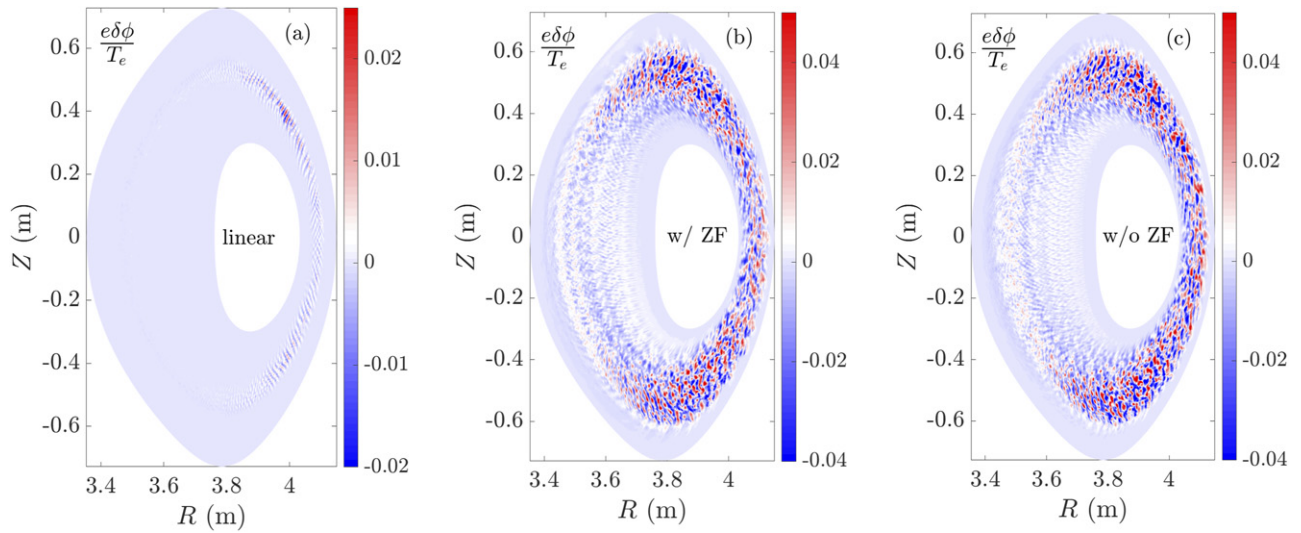 (a)
eδϕ
T_e
0.6
0.4
0.2
0
-0.2
-0.4
-0.6
Z (m)
linear
3.4 3.6 3.8 4
R (m)
0.02
0.01
0
-0.01
-0.02
(b)
eδϕ
T_e
0.6
0.4
0.2
0
-0.2
-0.4
-0.6
Z (m)
w/ ZF
3.4 3.6 3.8 4
R (m)
0.04
0.02
0
-0.02
-0.04
(c)
eδϕ
T_e
0.6
0.4
0.2
0
-0.2
-0.4
-0.6
Z (m)
w/o ZF
3.4 3.6 3.8 4
R (m)
0.04
0.02
0
-0.02
-0.04